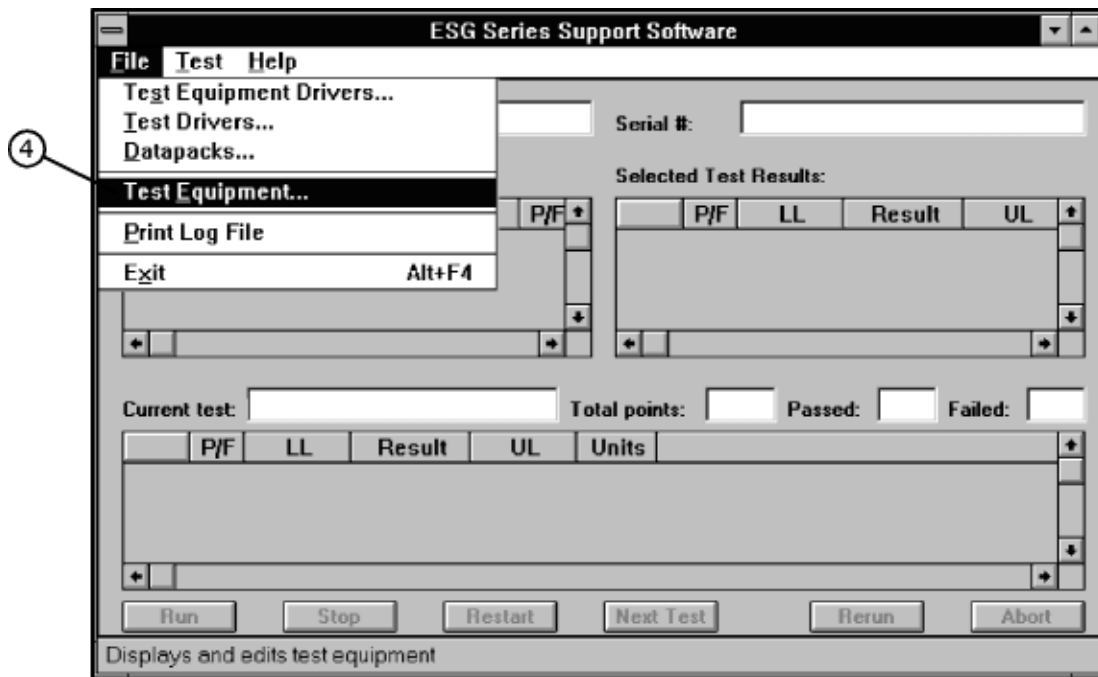 ESG Series Support Software
File Test Help
Test Equipment Drivers...
Test Drivers...
Datapacks...
4
Test Equipment...
Print Log File
Exit Alt+F4
Serial #:
Selected Test Results:
P/F
P/F LL Result UL
Current test: Total points: Passed: Failed:
P/F LL Result UL Units
Run Stop Restart Next Test Rerun Abort
Displays and edits test equipment